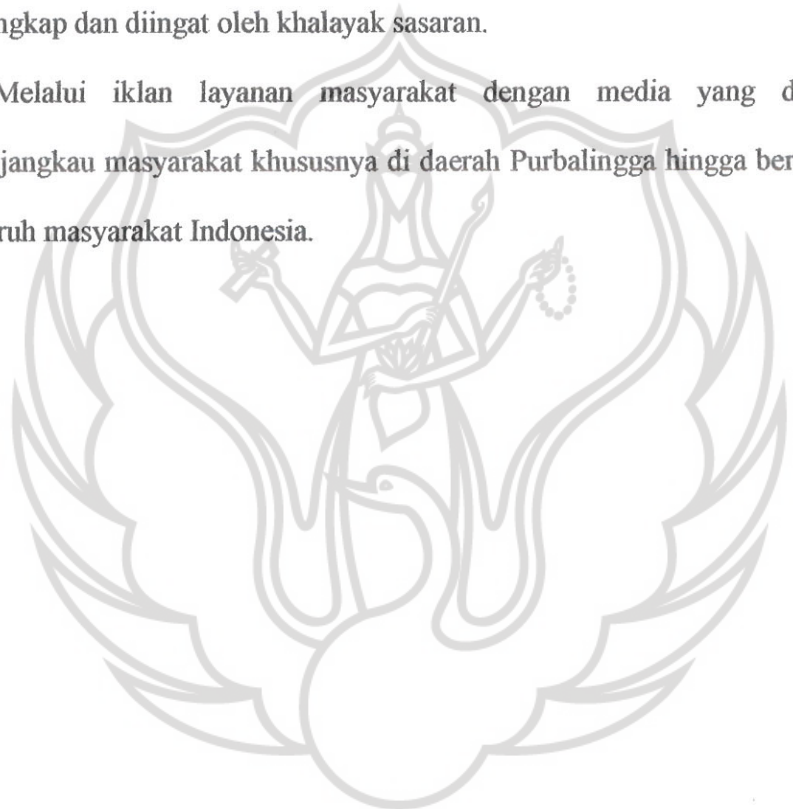 ngkap dan diingat oleh khalayak sasaran.
Melalui iklan layanan masyarakat dengan media yang d
jangkau masyarakat khususnya di daerah Purbalingga hingga ber
ruh masyarakat Indonesia.